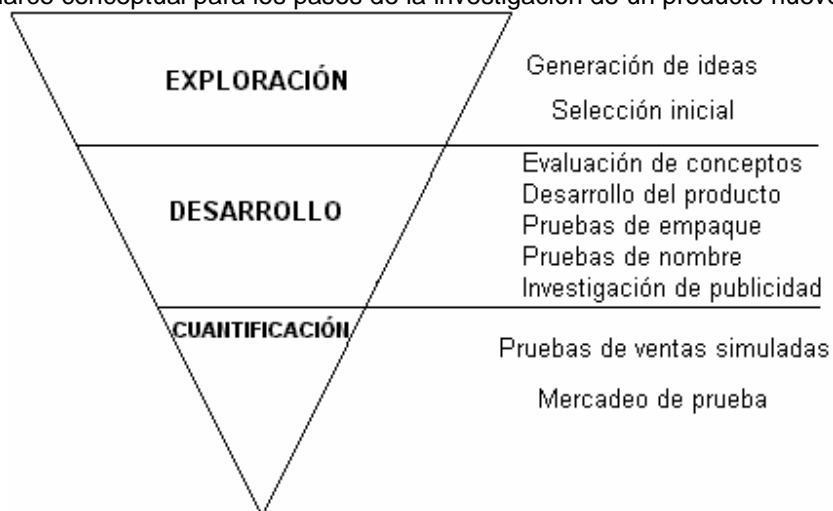 arco conceptual para los pasos de la investigación de un producto nuevo
EXPLORACIÓN
Generación de ideas
Selección inicial
DESARROLLO
Evaluación de conceptos
Desarrollo del producto
Pruebas de empaque
Pruebas de nombre
Investigación de publicidad
CUANTIFICACIÓN
Pruebas de ventas simuladas
Mercadeo de prueba